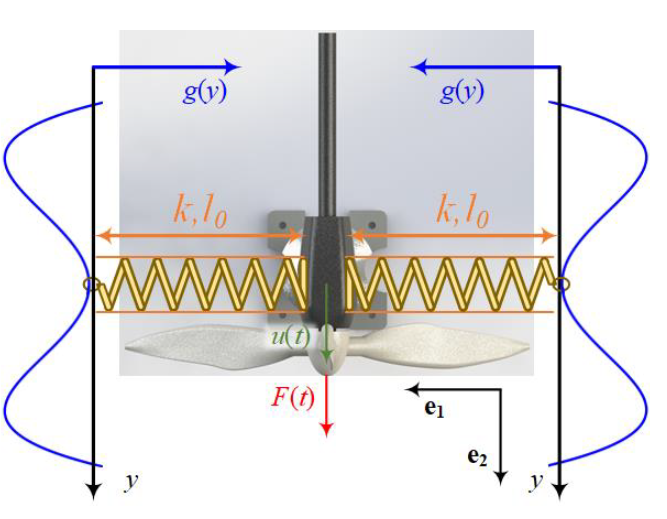 g(y) g(y)
k,l₀ k,l₀
u(t)
F(t)
e₁
e₂
y y